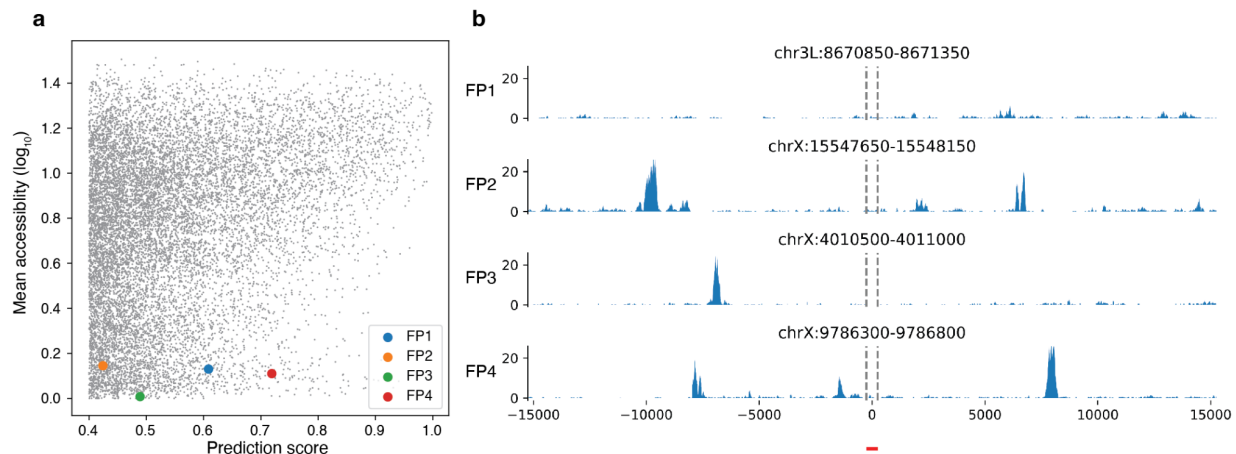 a
b
Mean accessiblity (log10)
1.4
1.2
1.0
0.8
0.6
0.4
0.2
0.0
FP1
FP2
FP3
FP4
0.4 0.5 0.6 0.7 0.8 0.9 1.0
Prediction score
chr3L:8670850-8671350
FP1
20
0
chrX:15547650-15548150
FP2
20
0
chrX:4010500-4011000
FP3
20
0
chrX:9786300-9786800
FP4
20
0
−15000 −10000 −5000 0 5000 10000 15000